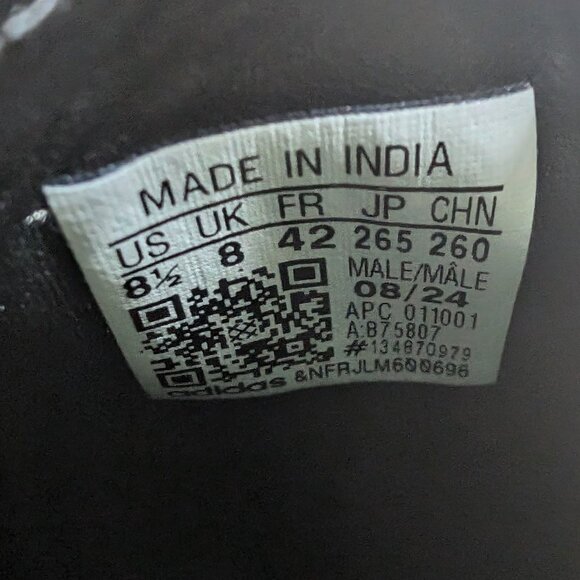 MADE IN INDIA
US UK FR JP CHN
8½ 8 42 265 260
MALE/MÂLE
08/24
APC 011001
A:B75807
#134870979
adidas &NFRJLM600696